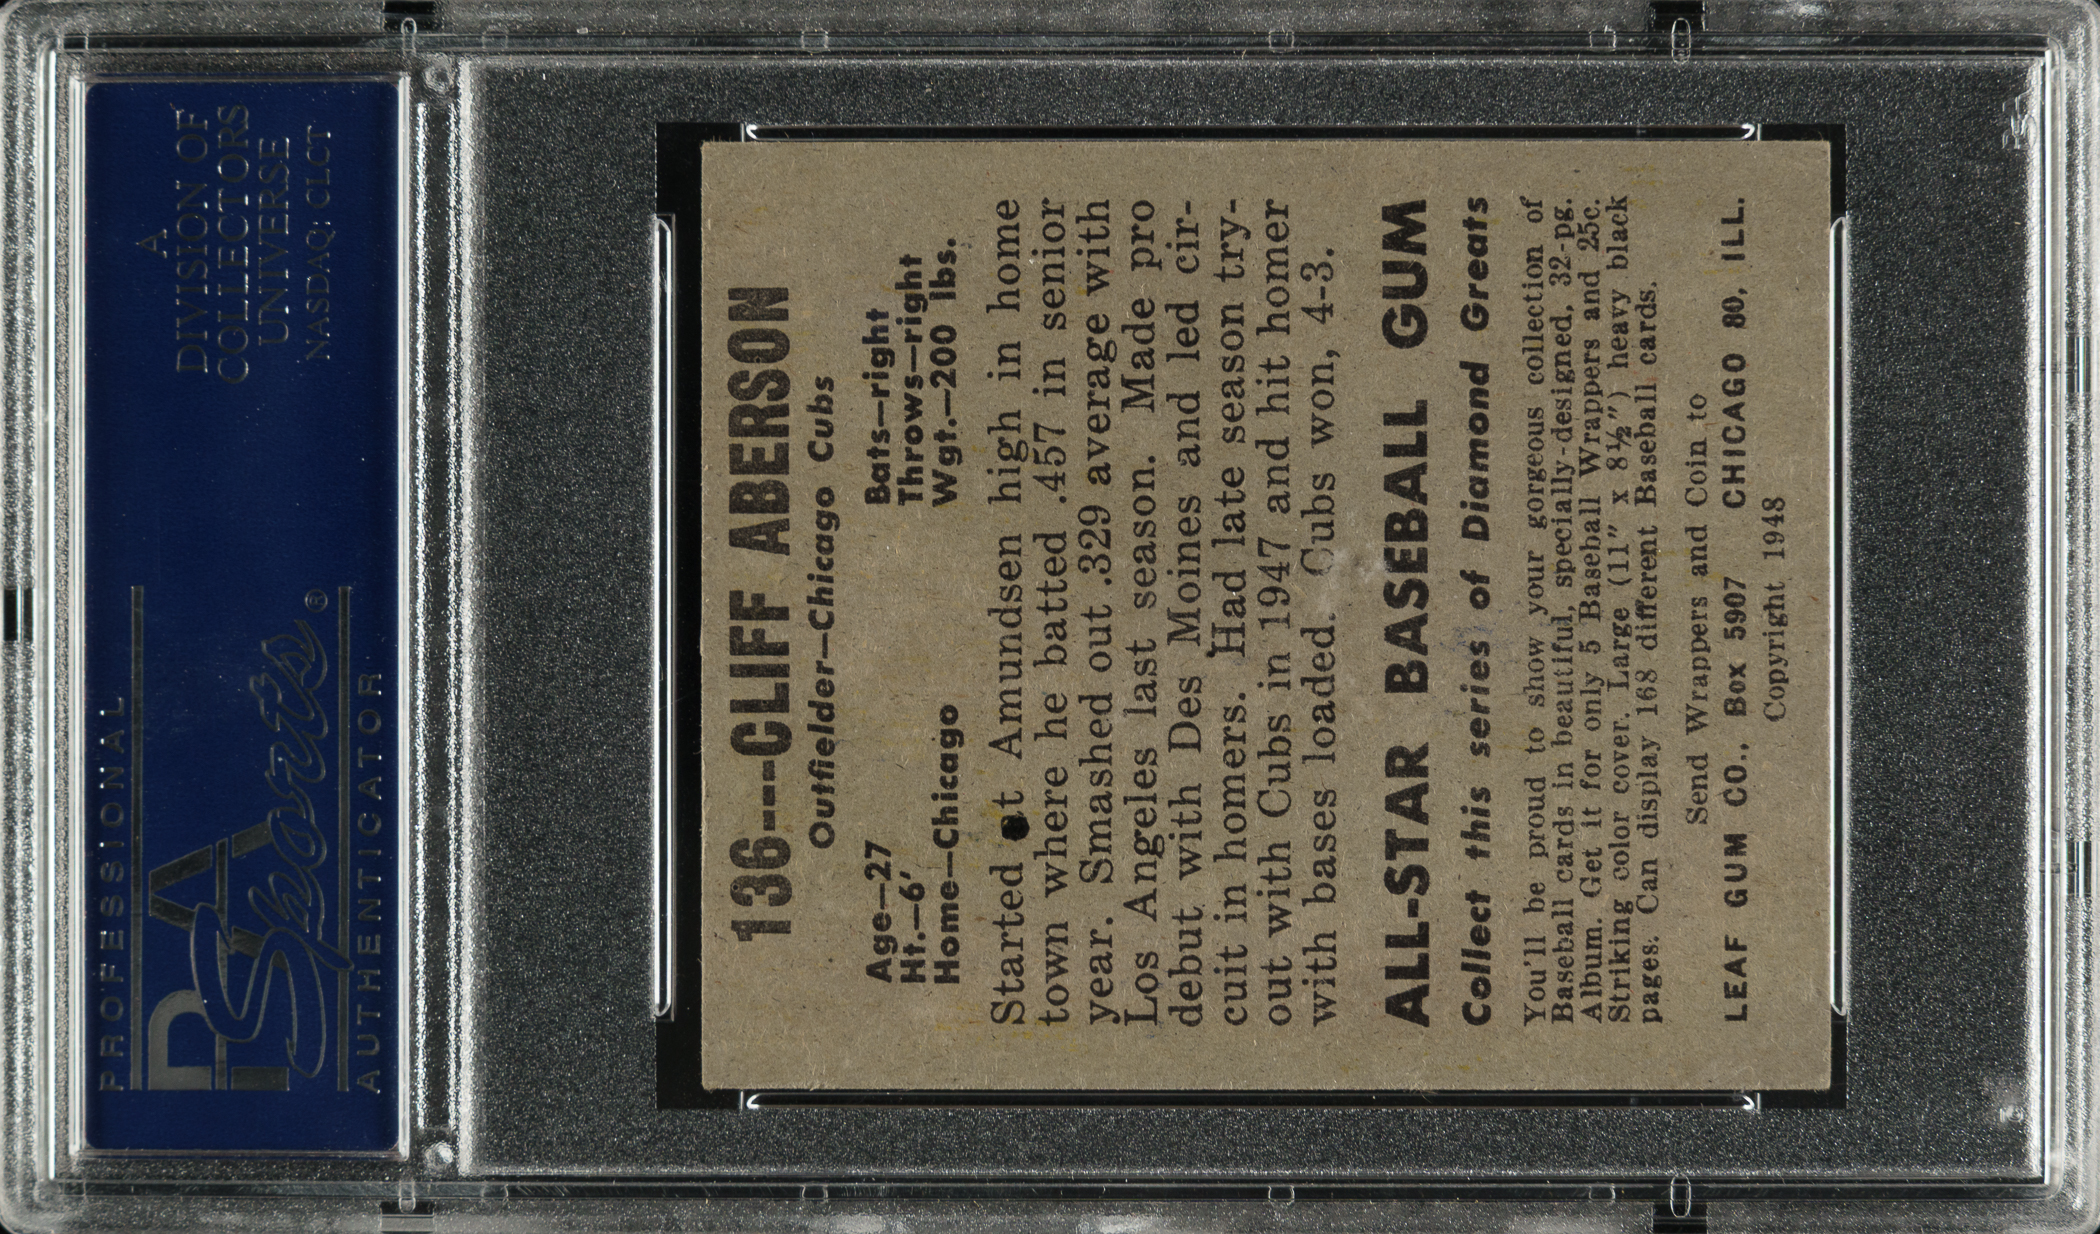 PROFESSIONAL
PSA
Sports®
AUTHENTICATOR
A
DIVISION OF
COLLECTORS
UNIVERSE
NASDAQ: CLCT
136---CLIFF ABERSON
Outfielder—Chicago Cubs
Age—27 Bats—right
Ht.—6' Throws—right
Home—Chicago Wgt.—200 lbs.
Started at Amundsen high in home
town where he batted .457 in senior
year. Smashed out .329 average with
Los Angeles last season. Made pro
debut with Des Moines and led cir-
cuit in homers. Had late season try-
out with Cubs in 1947 and hit homer
with bases loaded. Cubs won, 4-3.
ALL-STAR BASEBALL GUM
Collect this series of Diamond Greats
You'll be proud to show your gorgeous collection of
Baseball cards in beautiful, specially-designed, 32-pg.
Album. Get it for only 5 Baseball Wrappers and 25c.
Striking color cover. Large (11" x 8½") heavy black
pages. Can display 168 different Baseball cards.
Send Wrappers and Coin to
LEAF GUM CO., Box 5907 CHICAGO 80, ILL.
Copyright 1948
PSA